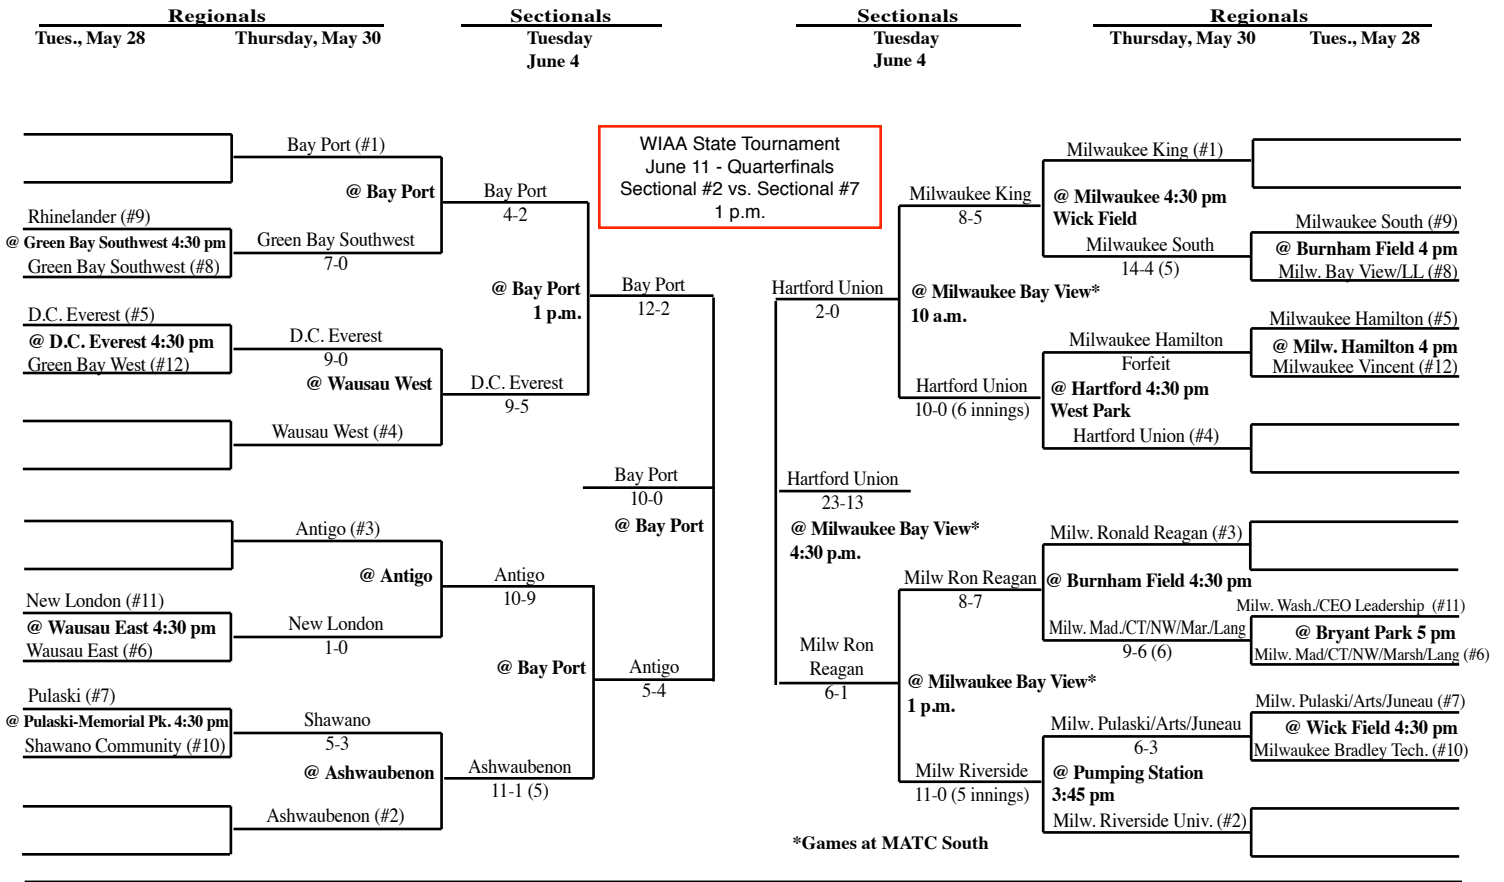 Regionals
Tues., May 28
Thursday, May 30
Sectionals
Tuesday
June 4
Sectionals
Tuesday
June 4
Regionals
Thursday, May 30
Tues., May 28
WIAA State Tournament
June 11 - Quarterfinals
Sectional #2 vs. Sectional #7
1 p.m.
Rhinelander (#9)
@ Green Bay Southwest 4:30 pm
Green Bay Southwest (#8)
D.C. Everest (#5)
@ D.C. Everest 4:30 pm
Green Bay West (#12)
New London (#11)
@ Wausau East 4:30 pm
Wausau East (#6)
Pulaski (#7)
@ Pulaski-Memorial Pk. 4:30 pm
Shawano Community (#10)
Bay Port (#1)
@ Bay Port
Green Bay Southwest
7-0
D.C. Everest
9-0
@ Wausau West
Wausau West (#4)
Antigo (#3)
@ Antigo
New London
1-0
Shawano
5-3
@ Ashwaubenon
Ashwaubenon (#2)
Bay Port
4-2
@ Bay Port
1 p.m.
D.C. Everest
9-5
Antigo
10-9
@ Bay Port
Ashwaubenon
11-1 (5)
Bay Port
12-2
Bay Port
10-0
@ Bay Port
Antigo
5-4
Hartford Union
2-0
Hartford Union
23-13
@ Milwaukee Bay View*
4:30 p.m.
Milw Ron
Reagan
6-1
Milwaukee King
8-5
@ Milwaukee Bay View*
10 a.m.
Hartford Union
10-0 (6 innings)
Milw Ron Reagan
8-7
@ Milwaukee Bay View*
1 p.m.
Milw Riverside
11-0 (5 innings)
*Games at MATC South
Milwaukee King (#1)
@ Milwaukee 4:30 pm
Wick Field
Milwaukee South
14-4 (5)
Milwaukee Hamilton
Forfeit
@ Hartford 4:30 pm
West Park
Hartford Union (#4)
Milw. Ronald Reagan (#3)
@ Burnham Field 4:30 pm
Milw. Mad./CT/NW/Mar./Lang
9-6 (6)
Milw. Pulaski/Arts/Juneau
6-3
@ Pumping Station
3:45 pm
Milw. Riverside Univ. (#2)
Milwaukee South (#9)
@ Burnham Field 4 pm
Milw. Bay View/LL (#8)
Milwaukee Hamilton (#5)
@ Milw. Hamilton 4 pm
Milwaukee Vincent (#12)
Milw. Wash./CEO Leadership (#11)
@ Bryant Park 5 pm
Milw. Mad/CT/NW/Marsh/Lang (#6)
Milw. Pulaski/Arts/Juneau (#7)
@ Wick Field 4:30 pm
Milwaukee Bradley Tech. (#10)